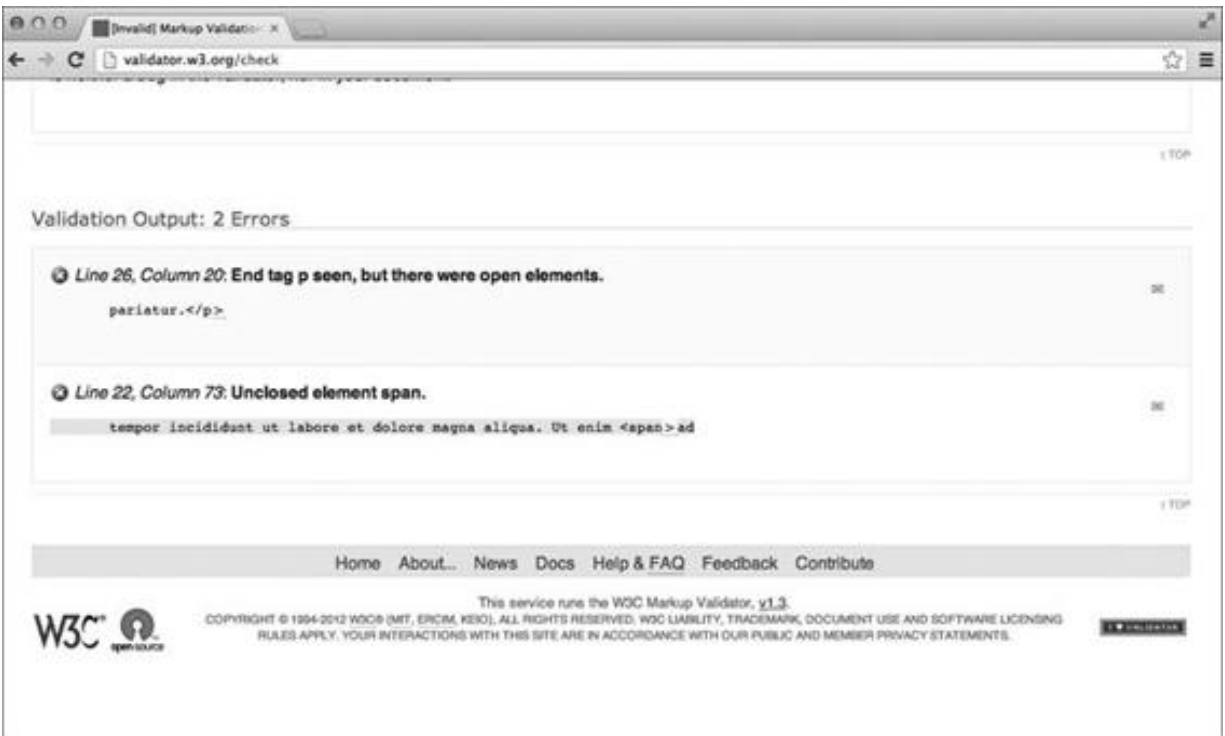 [Invalid] Markup Validatio
validator.w3.org/check
↑ TOP
Validation Output: 2 Errors
Line 26, Column 20: End tag p seen, but there were open elements.
pariatur.</p>
Line 22, Column 73: Unclosed element span.
tempor incididunt ut labore et dolore magna aliqua. Ut enim <span>ad
↑ TOP
Home About... News Docs Help & FAQ Feedback Contribute
This service runs the W3C Markup Validator, v1.3.
COPYRIGHT © 1994-2012 W3C® (MIT, ERCIM, KEIO), ALL RIGHTS RESERVED. W3C LIABILITY, TRADEMARK, DOCUMENT USE AND SOFTWARE LICENSING
RULES APPLY. YOUR INTERACTIONS WITH THIS SITE ARE IN ACCORDANCE WITH OUR PUBLIC AND MEMBER PRIVACY STATEMENTS.
W3C®
open source
I ♥ VALIDATOR